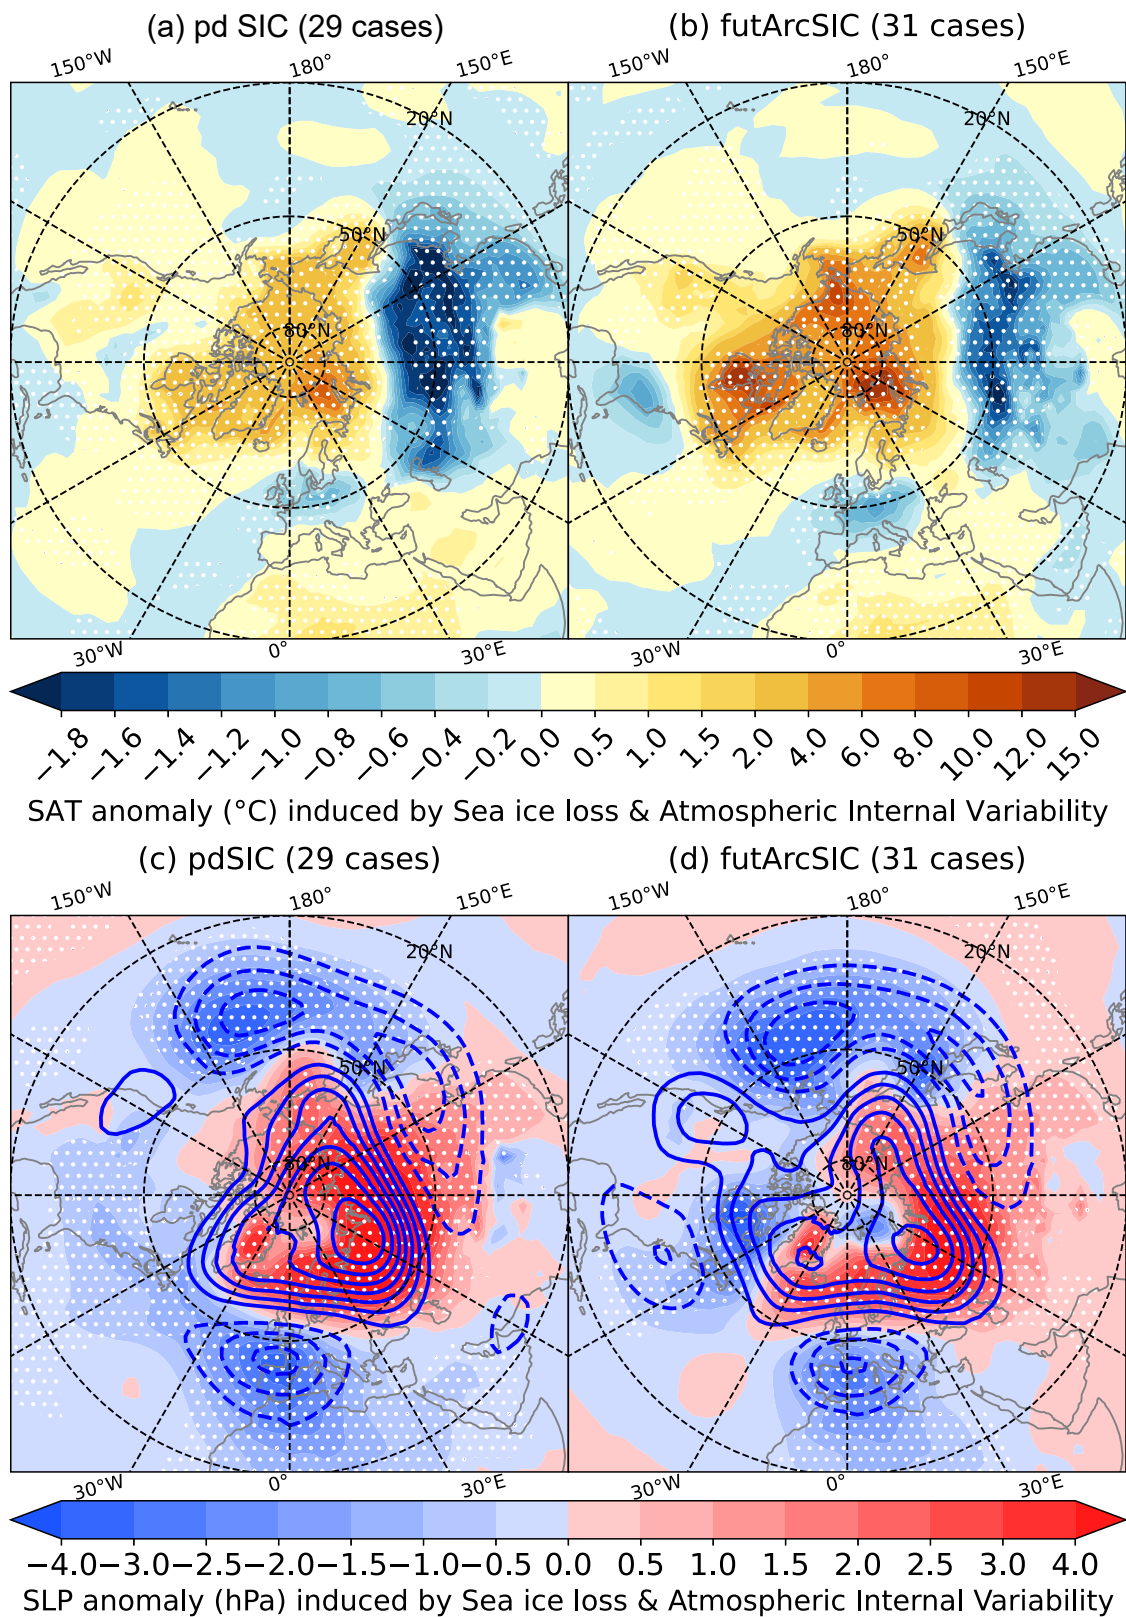 (a) pd SIC (29 cases)
(b) futArcSIC (31 cases)
150°W 180° 150°E 150°W 180° 150°E
20°N 20°N
50°N 50°N
80°N 80°N
30°W 0° 30°E 30°W 0° 30°E
−1.8 −1.6 −1.4 −1.2 −1.0 −0.8 −0.6 −0.4 −0.2 0.0 0.5 1.0 1.5 2.0 4.0 6.0 8.0 10.0 12.0 15.0
SAT anomaly (°C) induced by Sea ice loss & Atmospheric Internal Variability
(c) pdSIC (29 cases)
(d) futArcSIC (31 cases)
150°W 180° 150°E 150°W 180° 150°E
20°N 20°N
50°N 50°N
80°N 80°N
30°W 0° 30°E 30°W 0° 30°E
−4.0 −3.0 −2.5 −2.0 −1.5 −1.0 −0.5 0.0 0.5 1.0 1.5 2.0 2.5 3.0 4.0
SLP anomaly (hPa) induced by Sea ice loss & Atmospheric Internal Variability